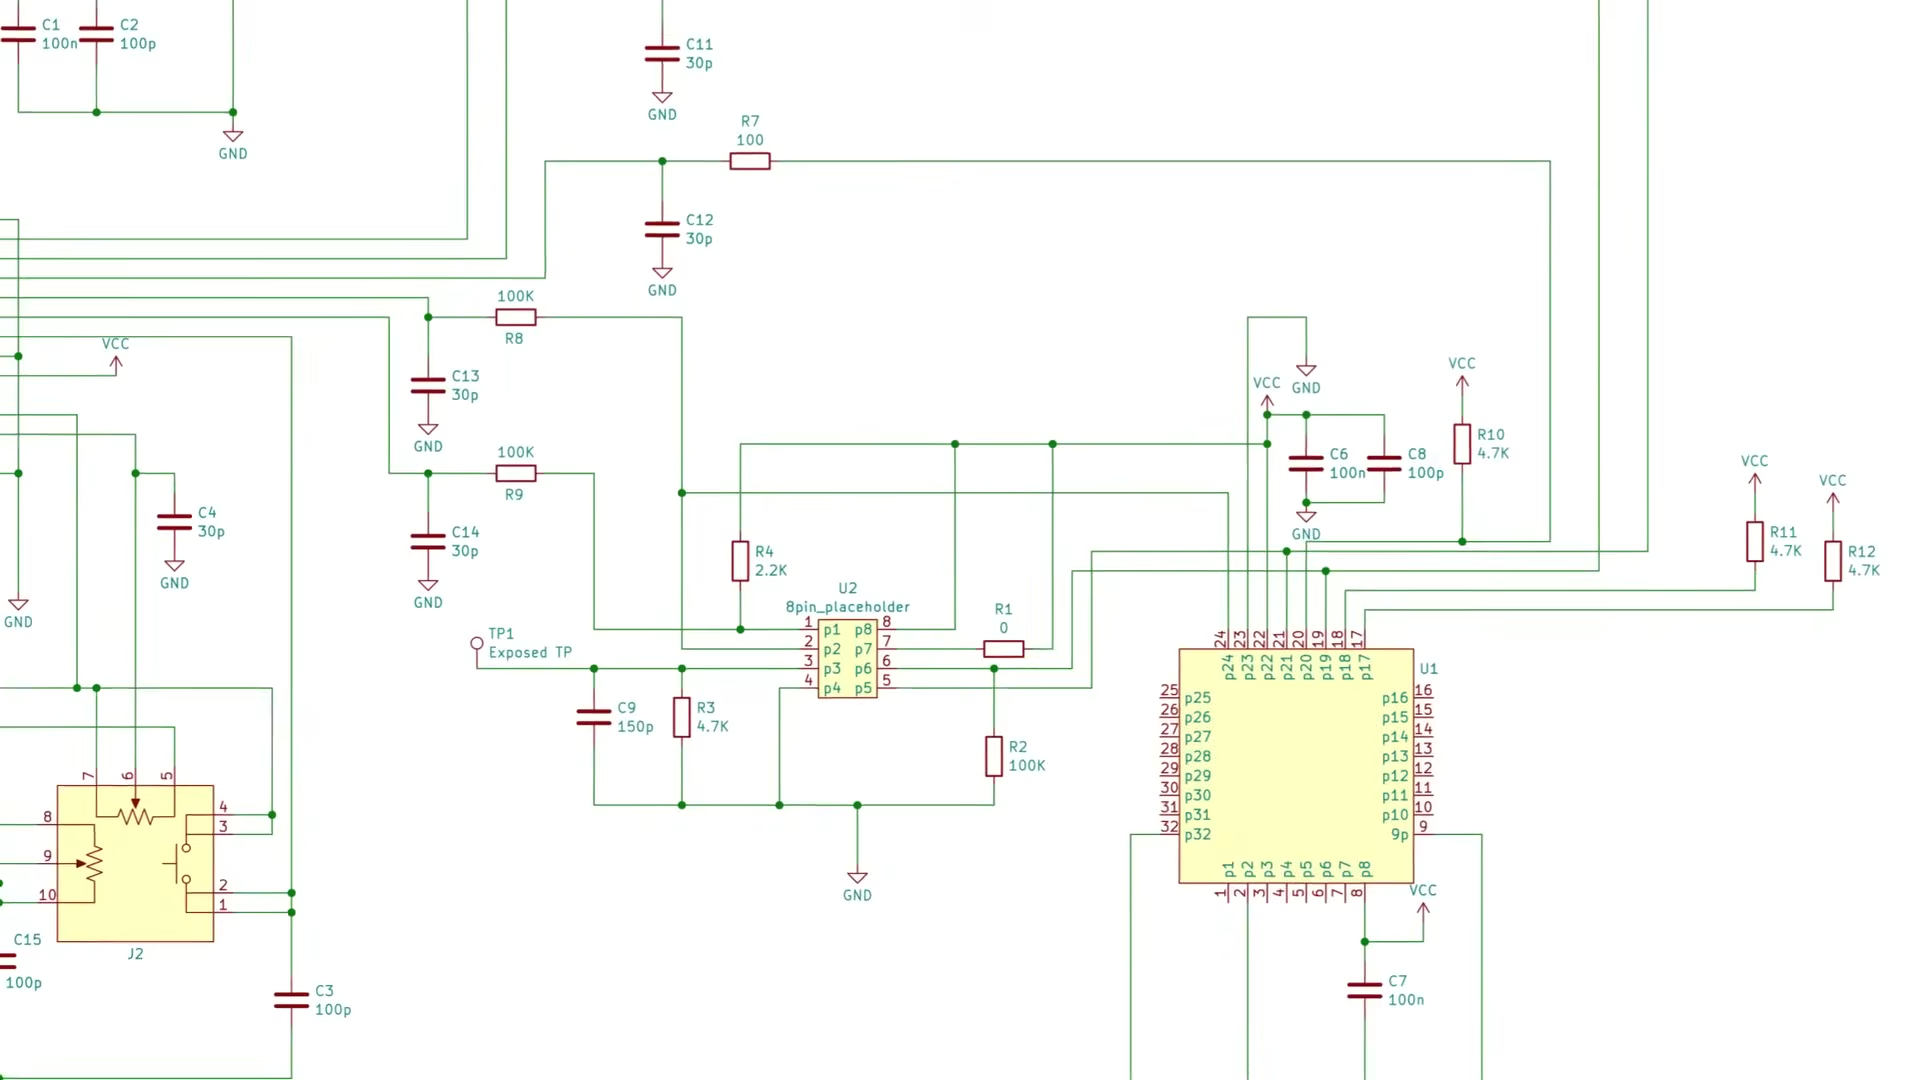 C1
100n
C2
100p
GND
C11
30p
GND
R7
100
C12
30p
GND
100K
R8
VCC
C13
30p
GND
100K
R9
C14
30p
GND
C4
30p
GND
GND
VCC
GND
VCC
C6
100n
C8
100p
GND
R10
4.7K
VCC
R11
4.7K
VCC
R12
4.7K
R4
2.2K
U2
8pin_placeholder
1 p1 p8 8
2 p2 p7 7
3 p3 p6 6
4 p4 p5 5
R1
0
TP1
Exposed TP
C9
150p
R3
4.7K
R2
100K
GND
24 23 22 21 20 19 18 17
p24 p23 p22 p21 p20 p19 p18 p17
U1
25 p25 p16 16
26 p26 p15 15
27 p27 p14 14
28 p28 p13 13
29 p29 p12 12
30 p30 p11 11
31 p31 p10 10
32 p32 9p 9
p1 p2 p3 p4 p5 p6 p7 p8
1 2 3 4 5 6 7 8
VCC
C7
100n
7 6 5
8
9
10
4
3
2
1
J2
C15
100p
C3
100p